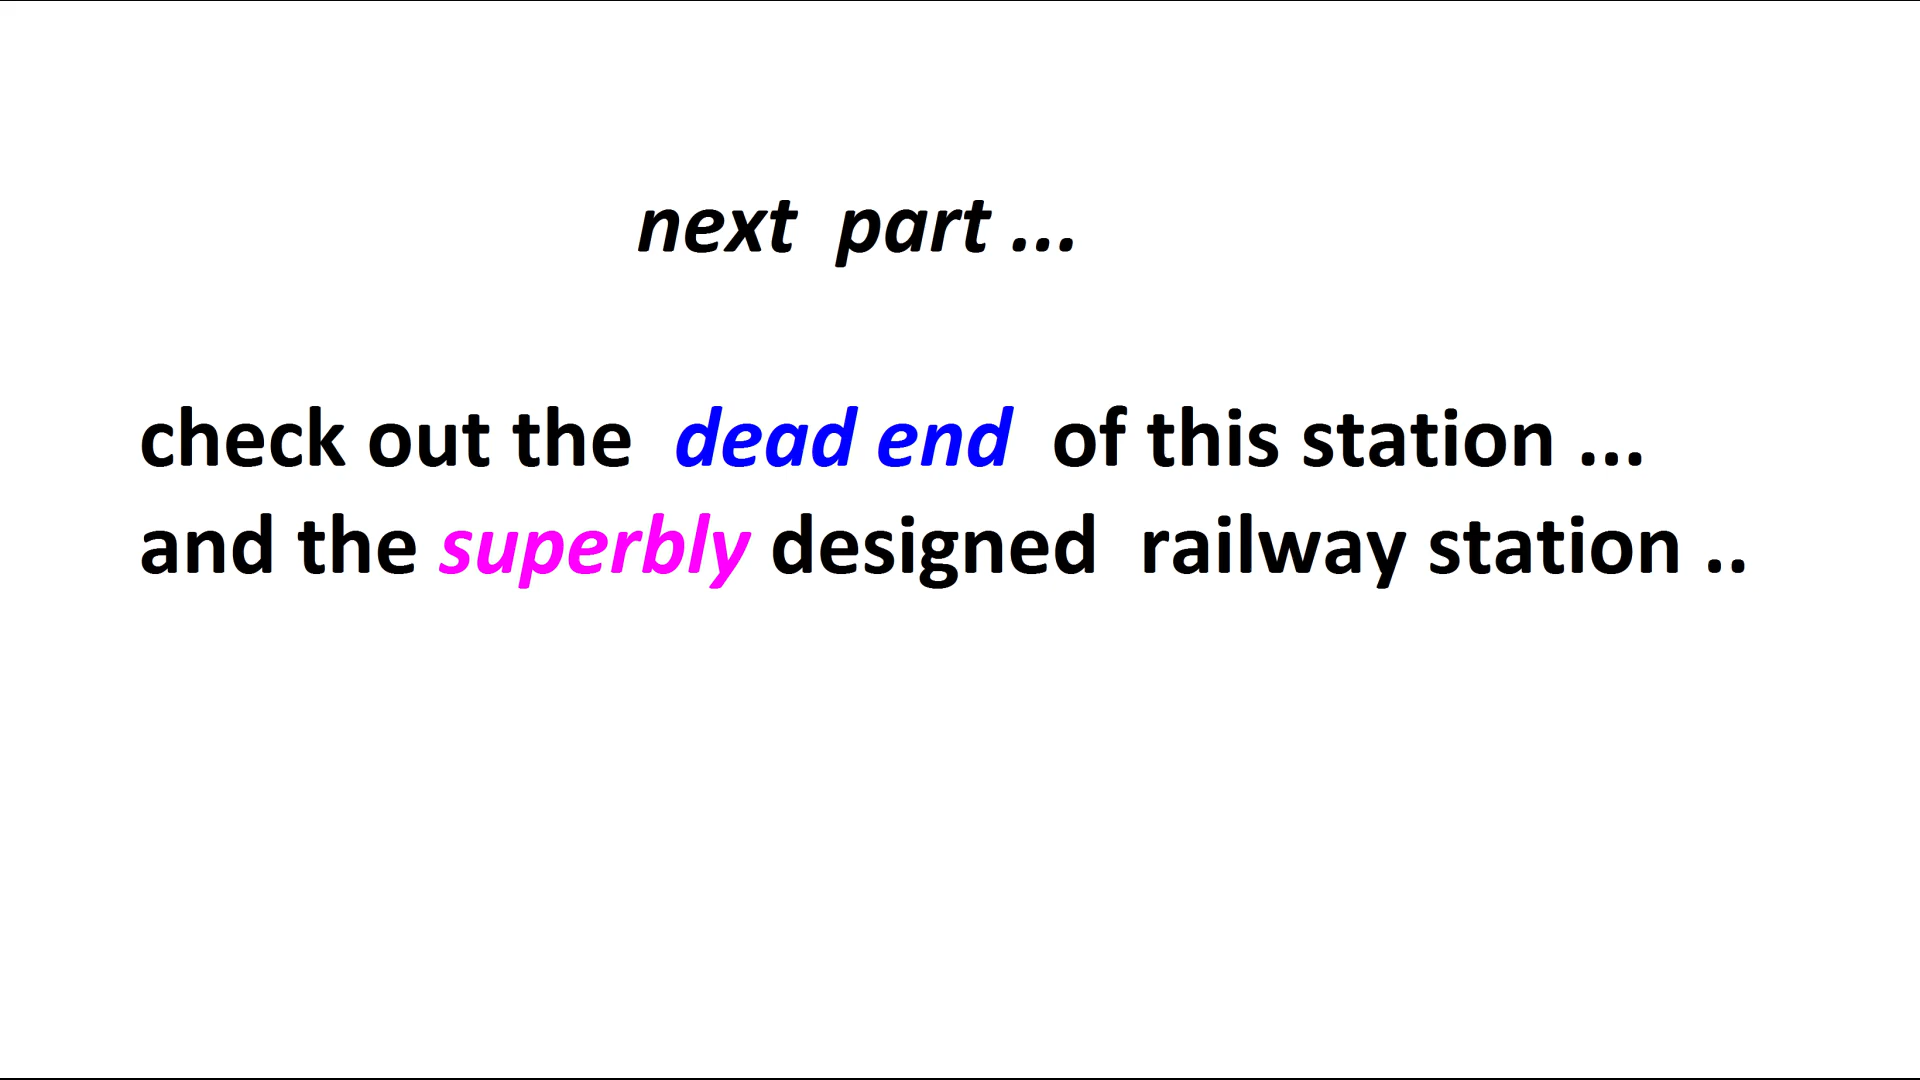 next part ...
check out the dead end of this station ...
and the superbly designed railway station ..